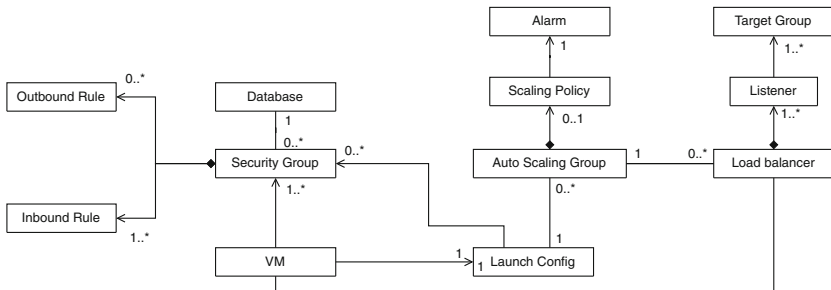 Alarm
Target Group
1
1..*
0..*
Outbound Rule
Database
Scaling Policy
Listener
1
0..1
1..*
0..*
0..*
Security Group
Auto Scaling Group
1
0..*
Load balancer
1..*
0..*
Inbound Rule
1..*
1
1
VM
1
Launch Config